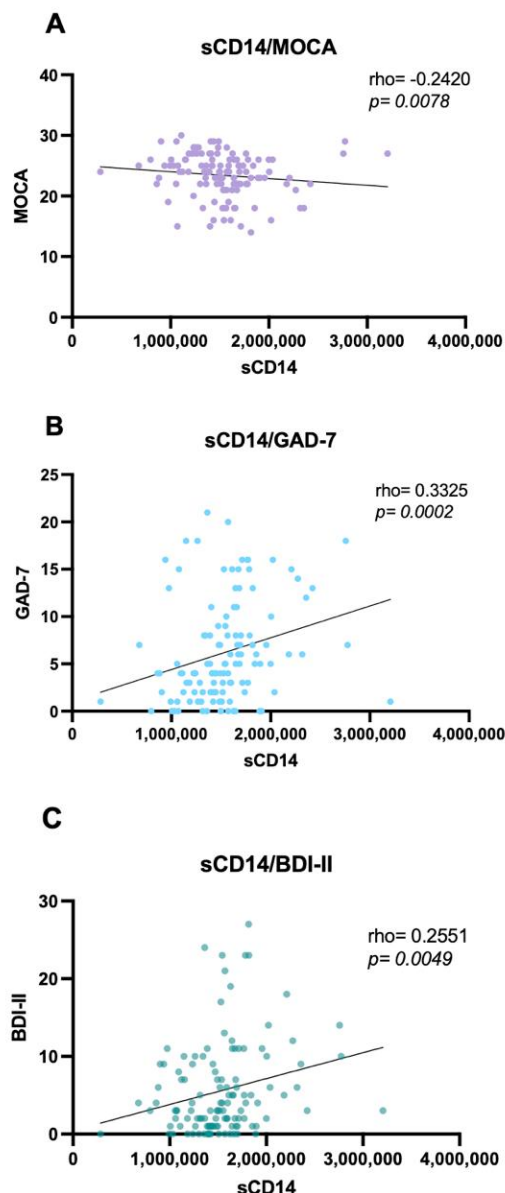 A
sCD14/MOCA
rho= -0.2420
p= 0.0078
40
30
20
10
0
MOCA
0 1,000,000 2,000,000 3,000,000 4,000,000
sCD14
B
sCD14/GAD-7
rho= 0.3325
p= 0.0002
25
20
15
10
5
0
GAD-7
0 1,000,000 2,000,000 3,000,000 4,000,000
sCD14
C
sCD14/BDI-II
rho= 0.2551
p= 0.0049
30
20
10
0
BDI-II
0 1,000,000 2,000,000 3,000,000 4,000,000
sCD14